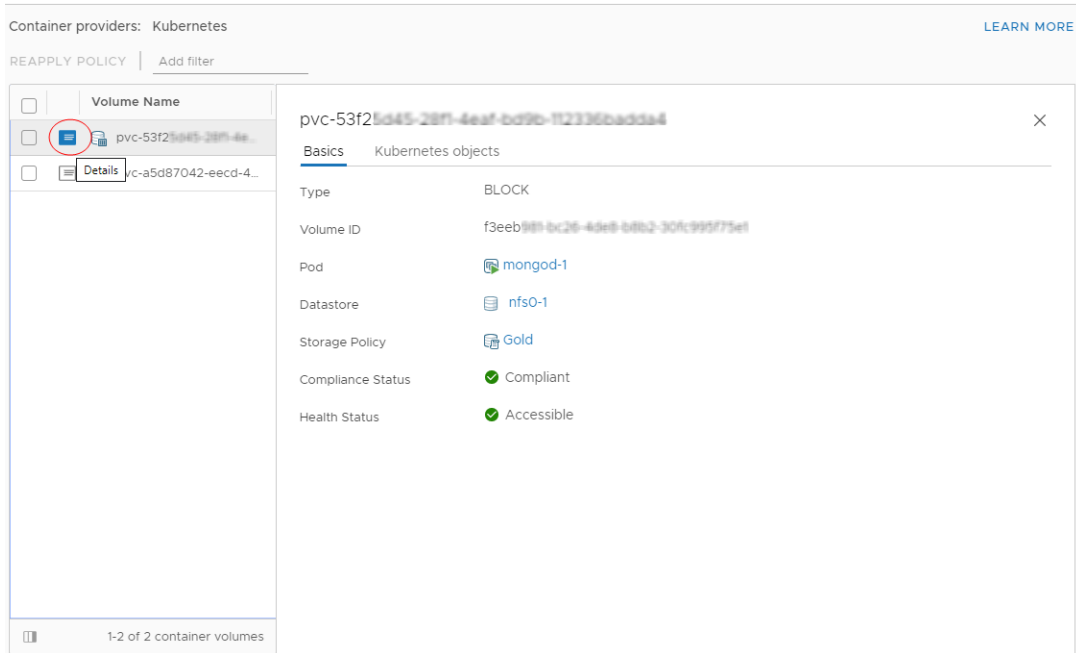 Container providers: Kubernetes
LEARN MORE
REAPPLY POLICY
Add filter
Volume Name
pvc-53f2
Details
vc-a5d87042-eecd-4...
1-2 of 2 container volumes
pvc-53f2
Basics
Kubernetes objects
Type BLOCK
Volume ID f3eeb
Pod mongod-1
Datastore nfs0-1
Storage Policy Gold
Compliance Status Compliant
Health Status Accessible